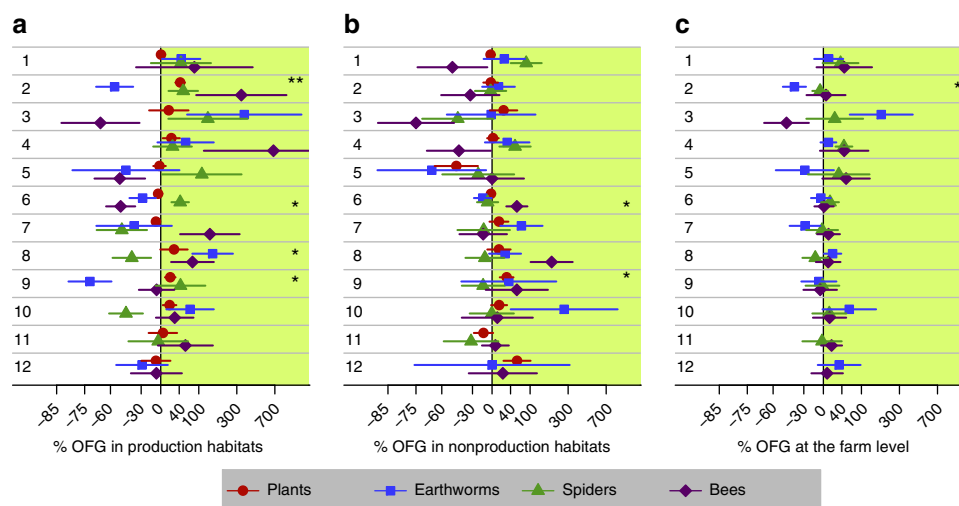 a b c
1 1 1
2 ** 2 2 *
3 3 3
4 4 4
5 5 5
6 * 6 * 6
7 7 7
8 * 8 8
9 * 9 * 9
10 10 10
11 11 11
12 12 12
−85 −75 −60 −30 0 40 100 300 700 −85 −75 −60 −30 0 40 100 300 700 −85 −75 −60 −30 0 40 100 300 700
% OFG in production habitats % OFG in nonproduction habitats % OFG at the farm level
Plants Earthworms Spiders Bees